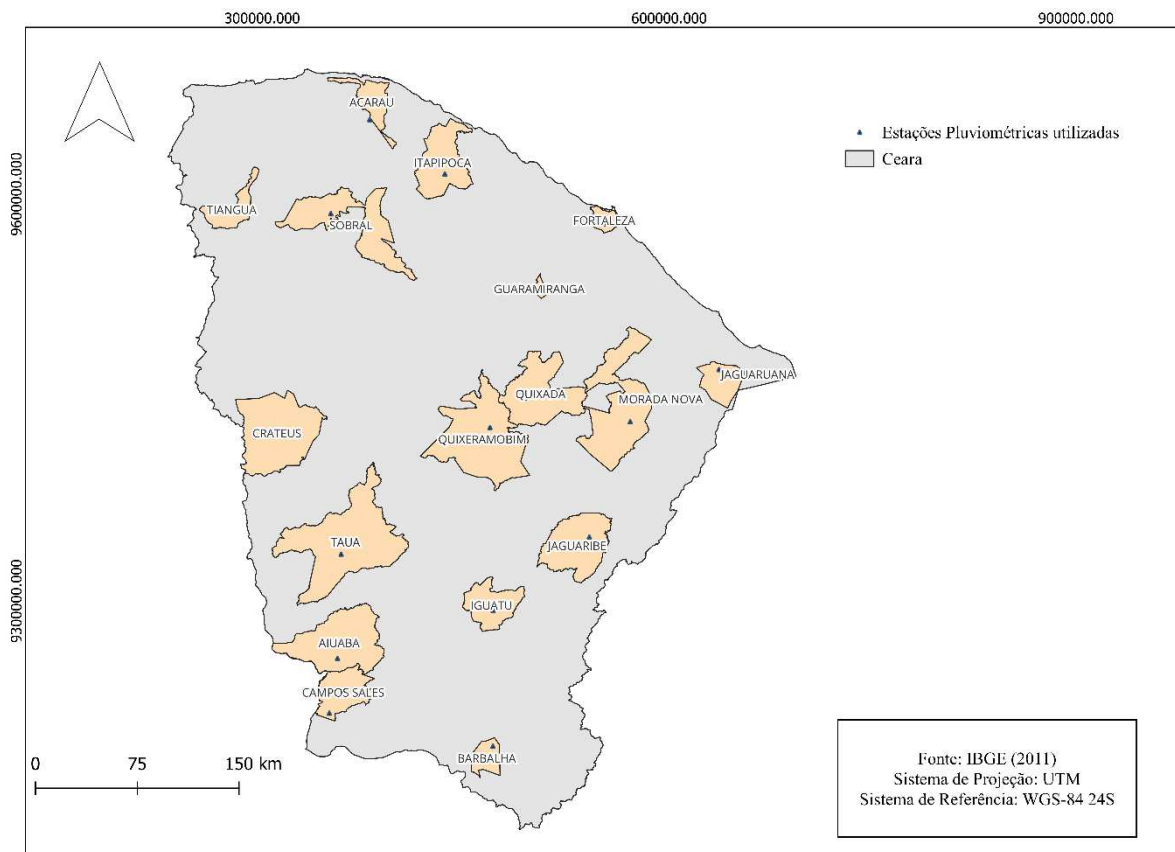 300000.000
600000.000
900000.000
9600000.000
9300000.000
ACARAU
ITAPIPOCA
TIANGUA
SOBRAL
FORTALEZA
GUARAMIRANGA
JAGUARUANA
QUIXADA
MORADA NOVA
CRATEUS
QUIXERAMOBIM
TAUA
JAGUARIBE
IGUATU
AIUABA
CAMPOS SALES
BARBALHA
Estações Pluviométricas utilizadas
Ceara
0 75 150 km
Fonte: IBGE (2011)
Sistema de Projeção: UTM
Sistema de Referência: WGS-84 24S